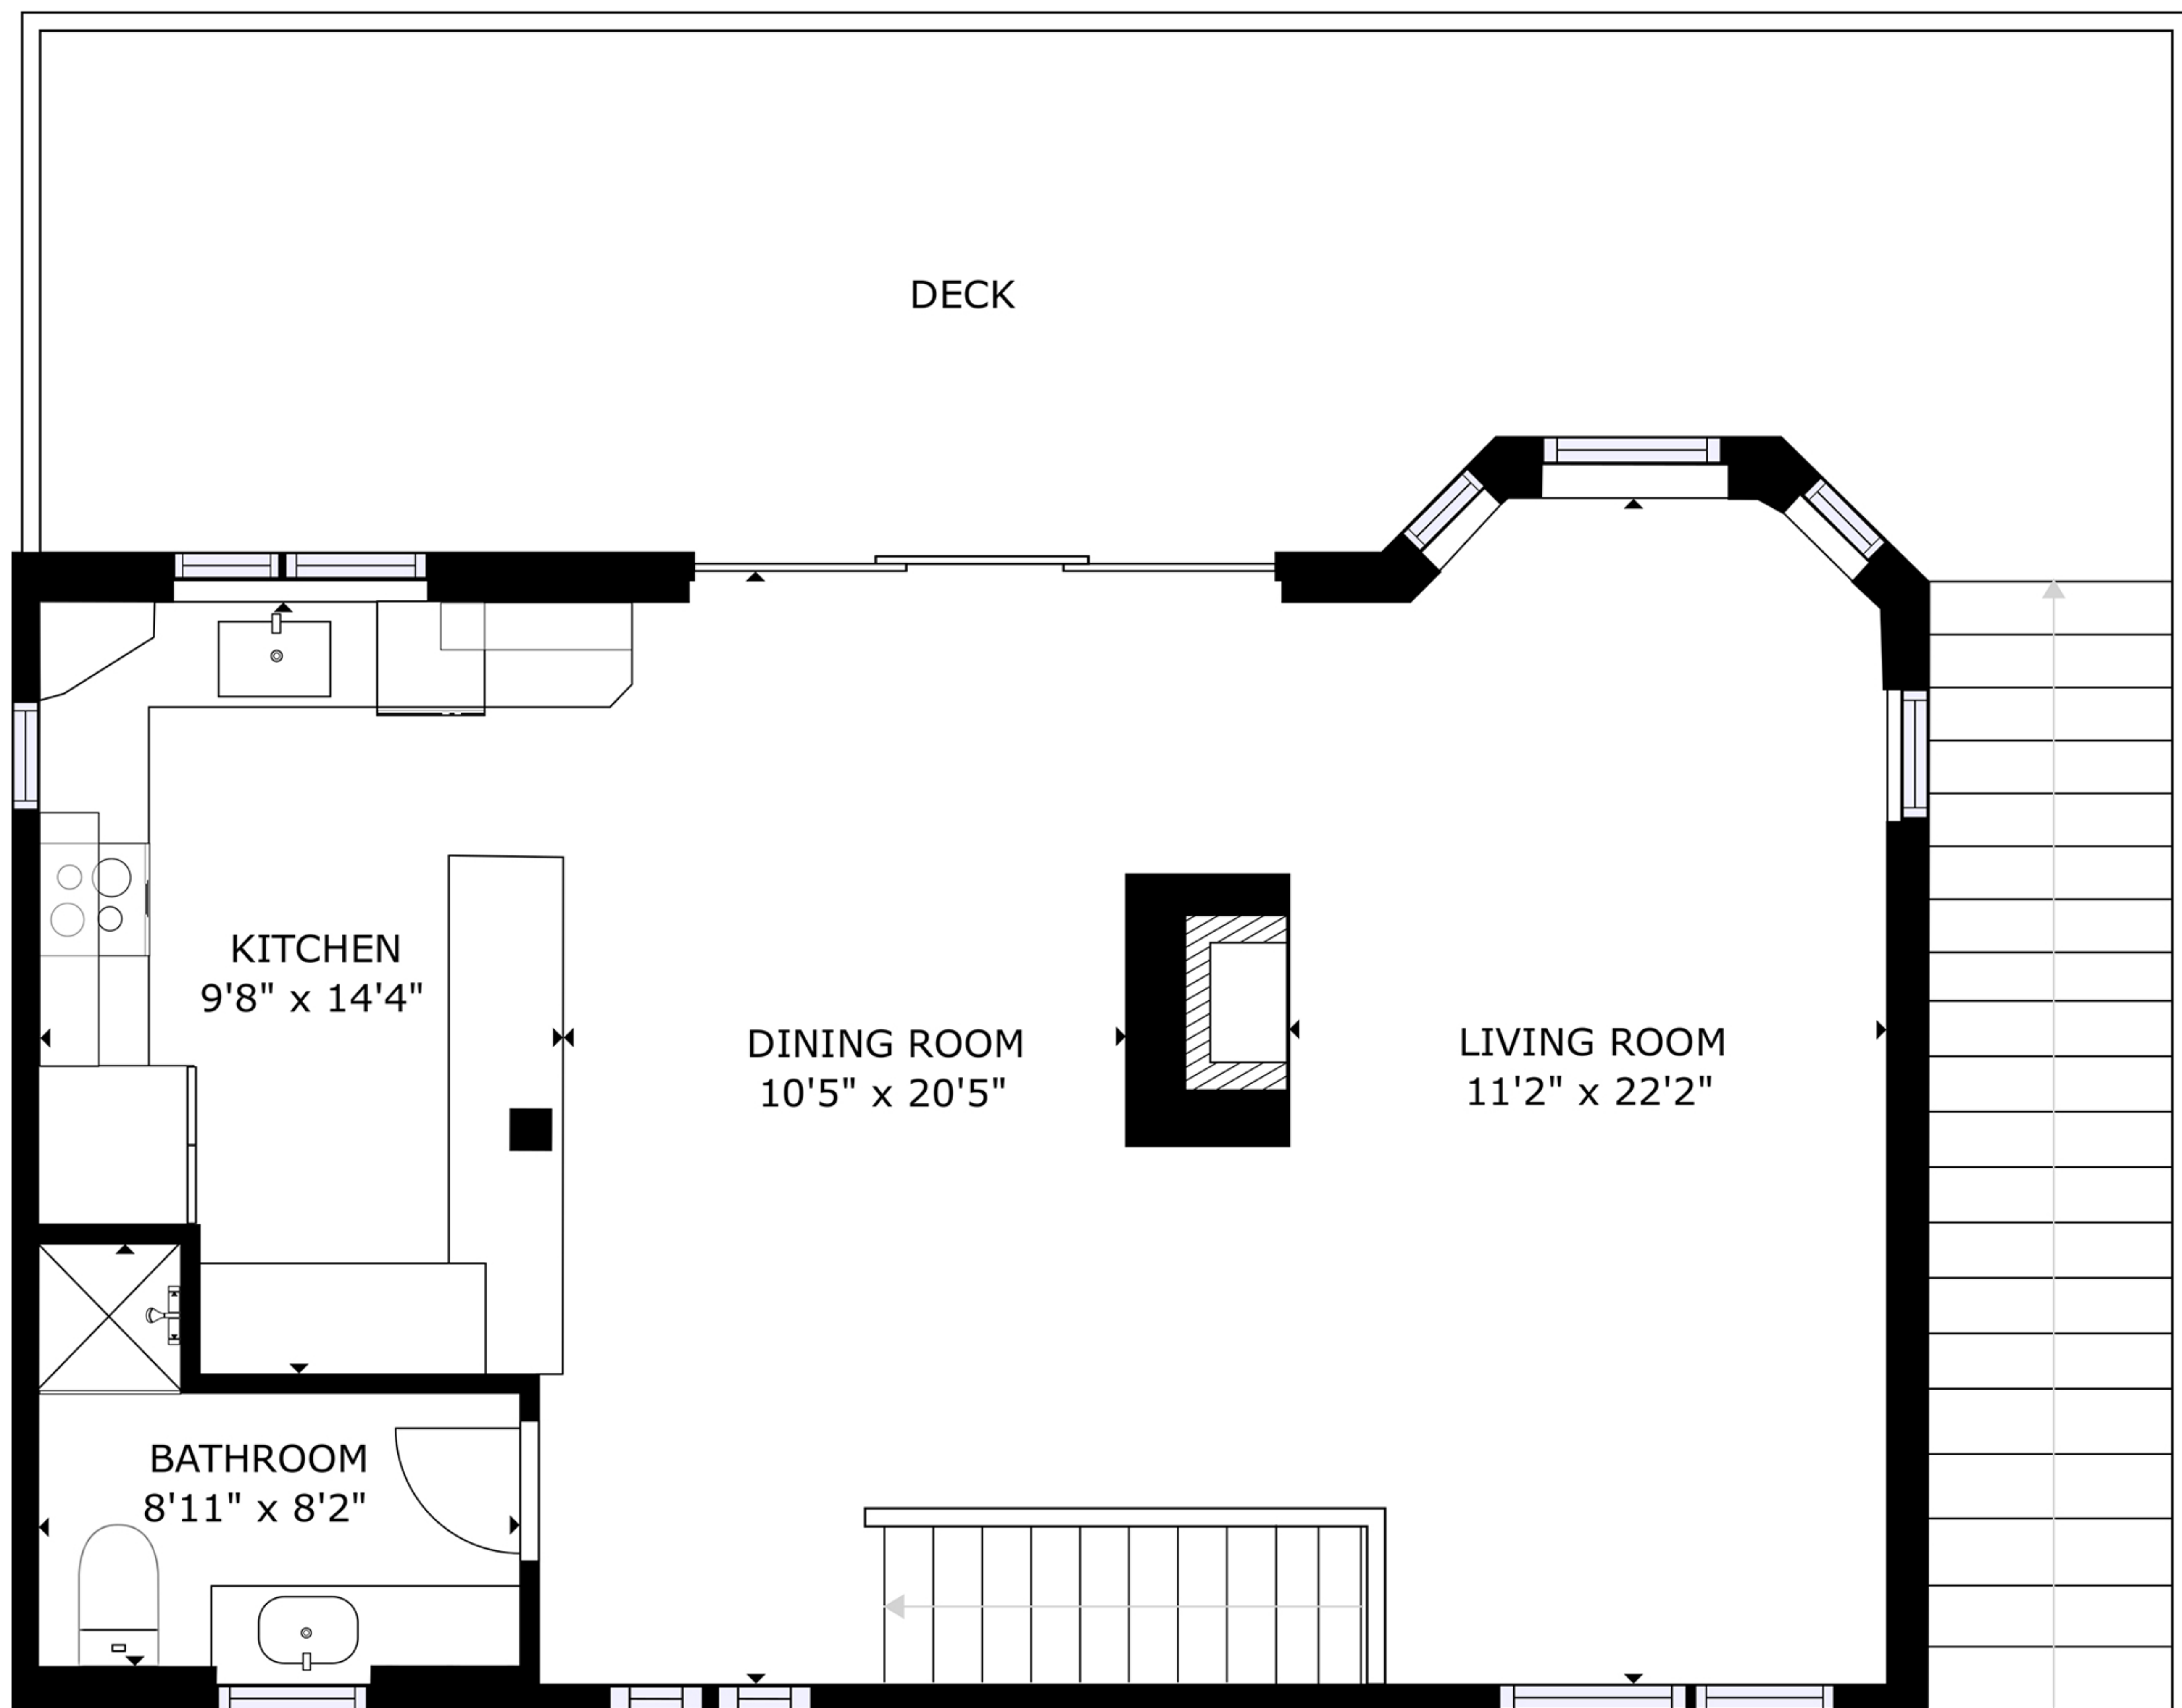 DECK
KITCHEN
9'8" x 14'4"
DINING ROOM
10'5" x 20'5"
LIVING ROOM
11'2" x 22'2"
BATHROOM
8'11" x 8'2"